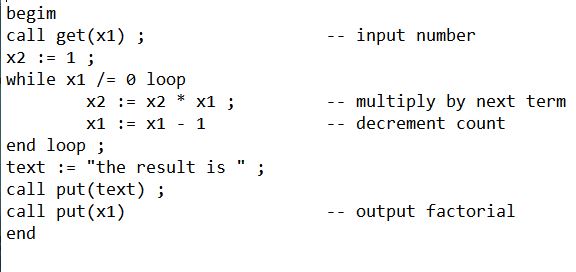 begim
call get(x1) ; -- input number
x2 := 1 ;
while x1 /= 0 loop
x2 := x2 * x1 ; -- multiply by next term
x1 := x1 - 1 -- decrement count
end loop ;
text := "the result is " ;
call put(text) ;
call put(x1) -- output factorial
end